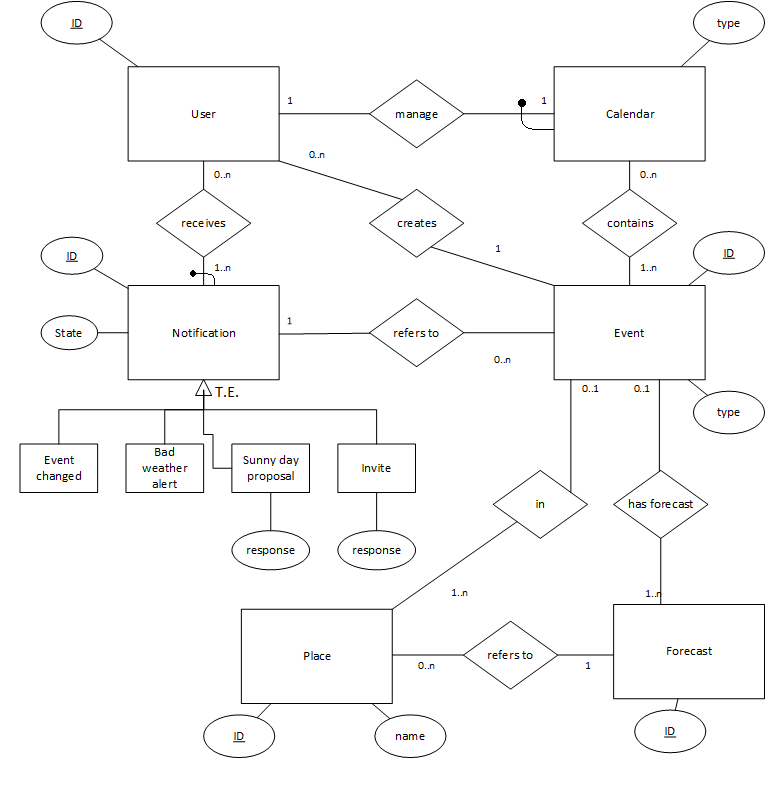 ID
type
User
1
manage
1
Calendar
0..n
0..n
0..n
receives
creates
contains
ID
1..n
1
1..n
ID
State
Notification
1
refers to
0..n
Event
T.E.
0..1
0..1
type
Event
changed
Bad
weather
alert
Sunny day
proposal
Invite
in
has forecast
response
response
1..n
1..n
Place
0..n
refers to
1
Forecast
ID
name
ID